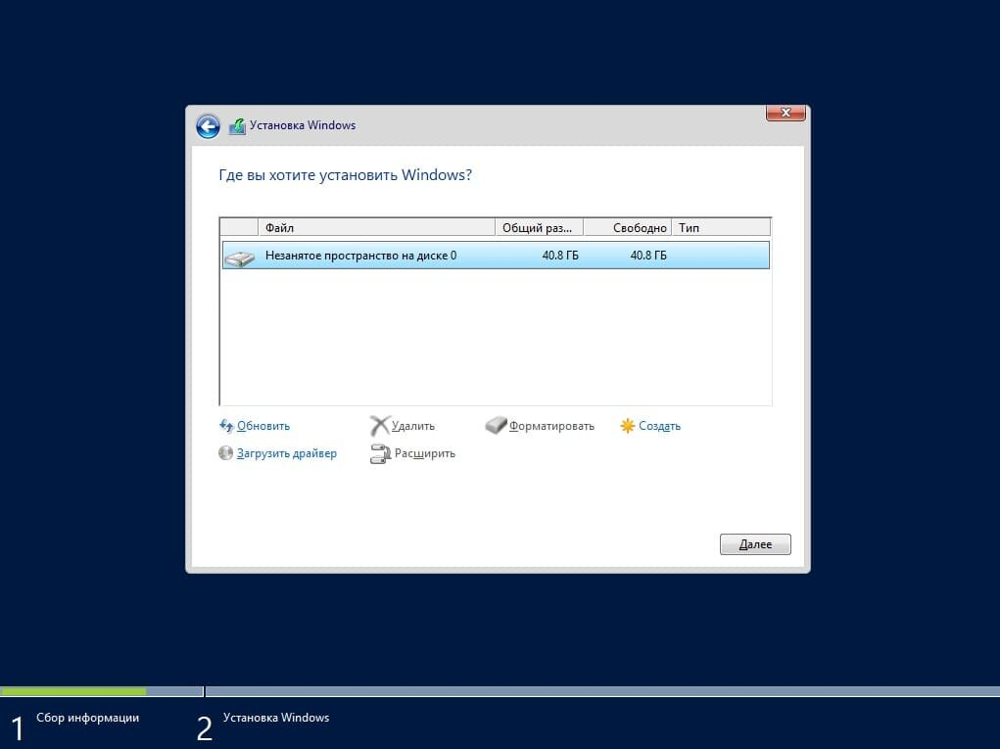 Установка Windows
Где вы хотите установить Windows?
Файл Общий раз... Свободно Тип
Незанятое пространство на диске 0 40.8 ГБ 40.8 ГБ
Обновить Удалить Форматировать Создать
Загрузить драйвер Расширить
Далее
1 Сбор информации 2 Установка Windows